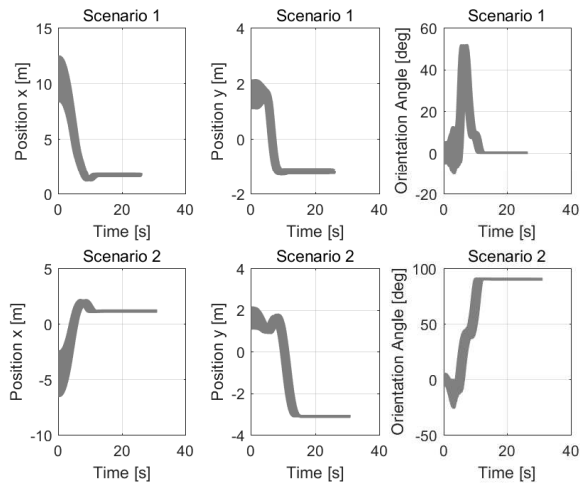 Scenario 1
Position x [m]
15
10
5
0
0 20 40
Time [s]
Scenario 1
Position y [m]
4
2
0
-2
0 20 40
Time [s]
Scenario 1
Orientation Angle [deg]
60
40
20
0
-20
0 20 40
Time [s]
Scenario 2
Position x [m]
5
0
-5
-10
0 20 40
Time [s]
Scenario 2
Position y [m]
4
2
0
-2
-4
0 20 40
Time [s]
Scenario 2
Orientation Angle [deg]
100
50
0
-50
0 20 40
Time [s]